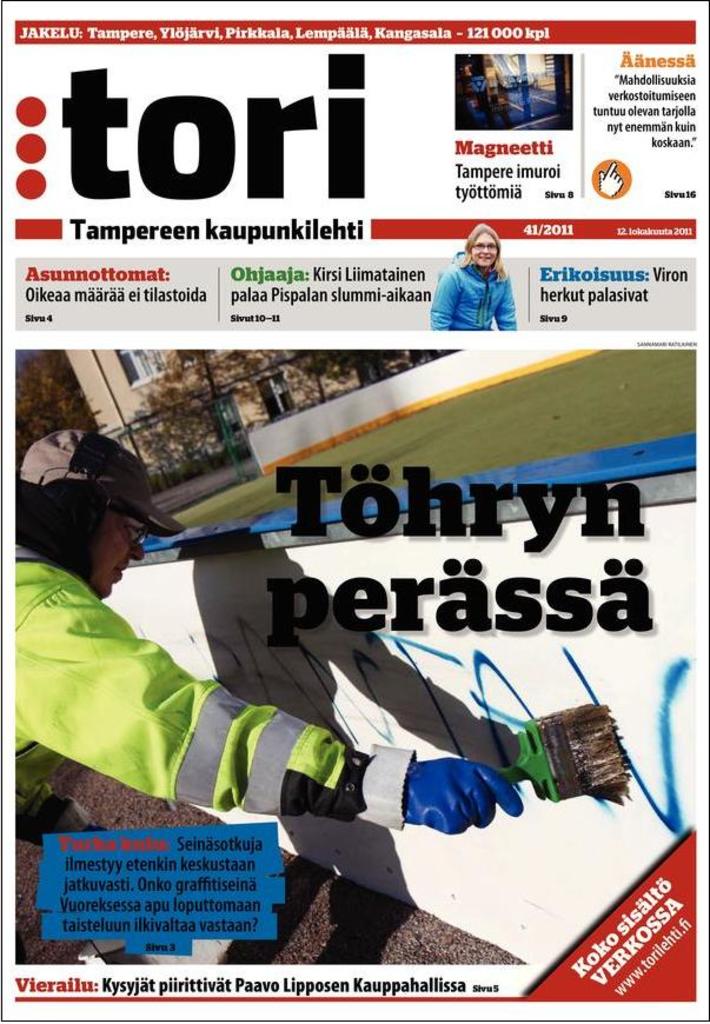 JAKELU: Tampere, Ylöjärvi, Pirkkala, Lempäälä, Kangasala – 121 000 kpl
:tori
Tampereen kaupunkilehti
Magneetti
Tampere imuroi
työttömiä Sivu 8
Äänessä
"Mahdollisuuksia
verkostoitumiseen
tuntuu olevan tarjolla
nyt enemmän kuin
koskaan."
Sivu 16
41/2011
12. lokakuuta 2011
Asunnottomat:
Oikeaa määrää ei tilastoida
Sivu 4
Ohjaaja: Kirsi Liimatainen
palaa Pispalan slummi-aikaan
Sivut 10–11
Erikoisuus: Viron
herkut palasivat
Sivu 9
SANNAMARI RATILAINEN
Töhryn
perässä
Turha kulu: Seinäsotkuja
ilmestyy etenkin keskustaan
jatkuvasti. Onko graffitiseinä
Vuoreksessa apu loputtomaan
taisteluun ilkivaltaa vastaan?
Sivu 3
Koko sisältö
VERKOSSA
www.torilehti.fi
Vierailu: Kysyjät piirittivät Paavo Lipposen Kauppahallissa Sivu 5